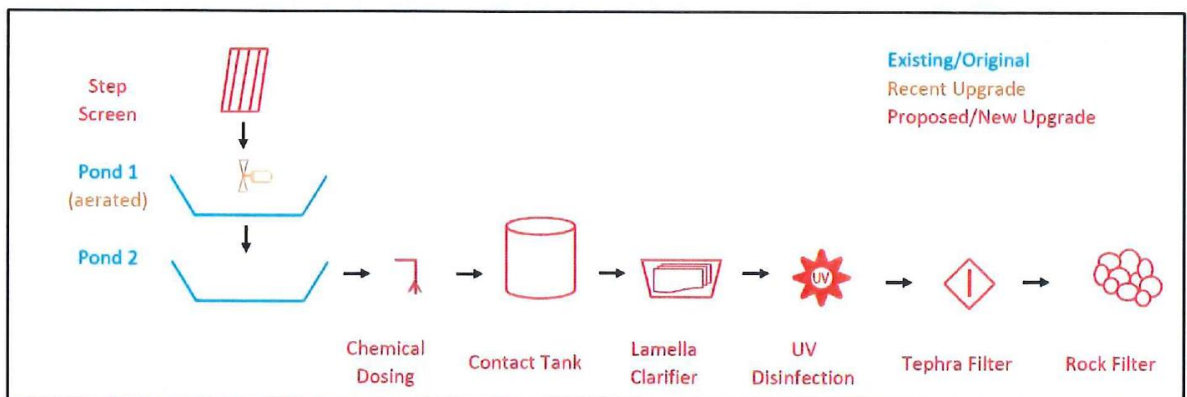 Existing/Original
Recent Upgrade
Proposed/New Upgrade
Step
Screen
Pond 1
(aerated)
Pond 2
UV
Chemical
Dosing
Contact Tank
Lamella
Clarifier
UV
Disinfection
Tephra Filter
Rock Filter